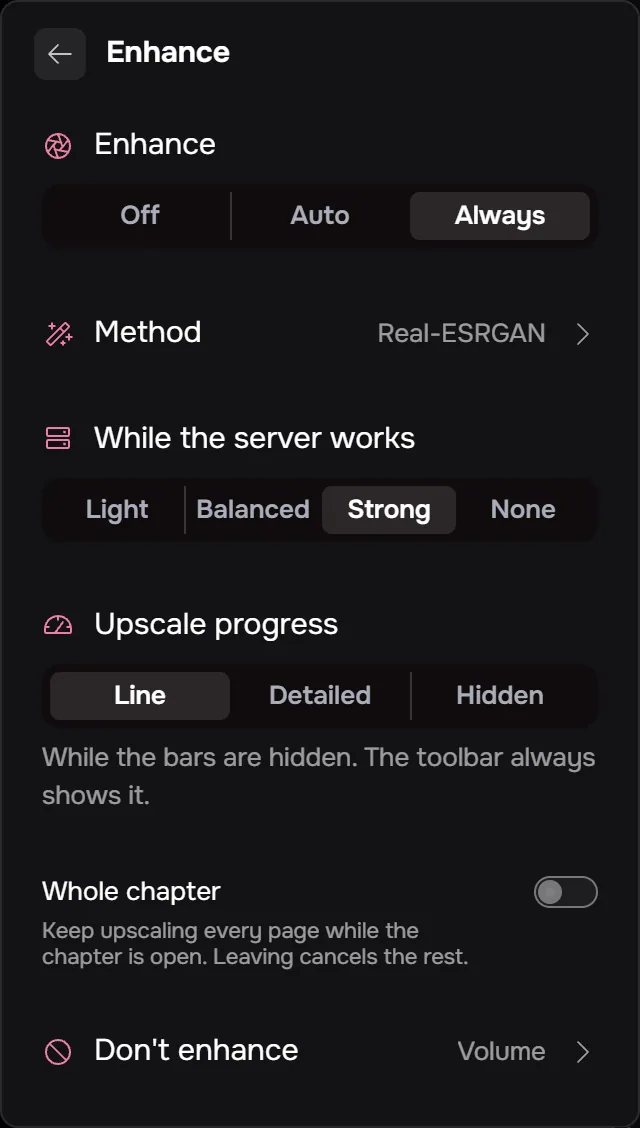 Enhance
Enhance
Off Auto Always
Method Real-ESRGAN
While the server works
Light Balanced Strong None
Upscale progress
Line Detailed Hidden
While the bars are hidden. The toolbar always
shows it.
Whole chapter
Keep upscaling every page while the
chapter is open. Leaving cancels the rest.
Don't enhance Volume